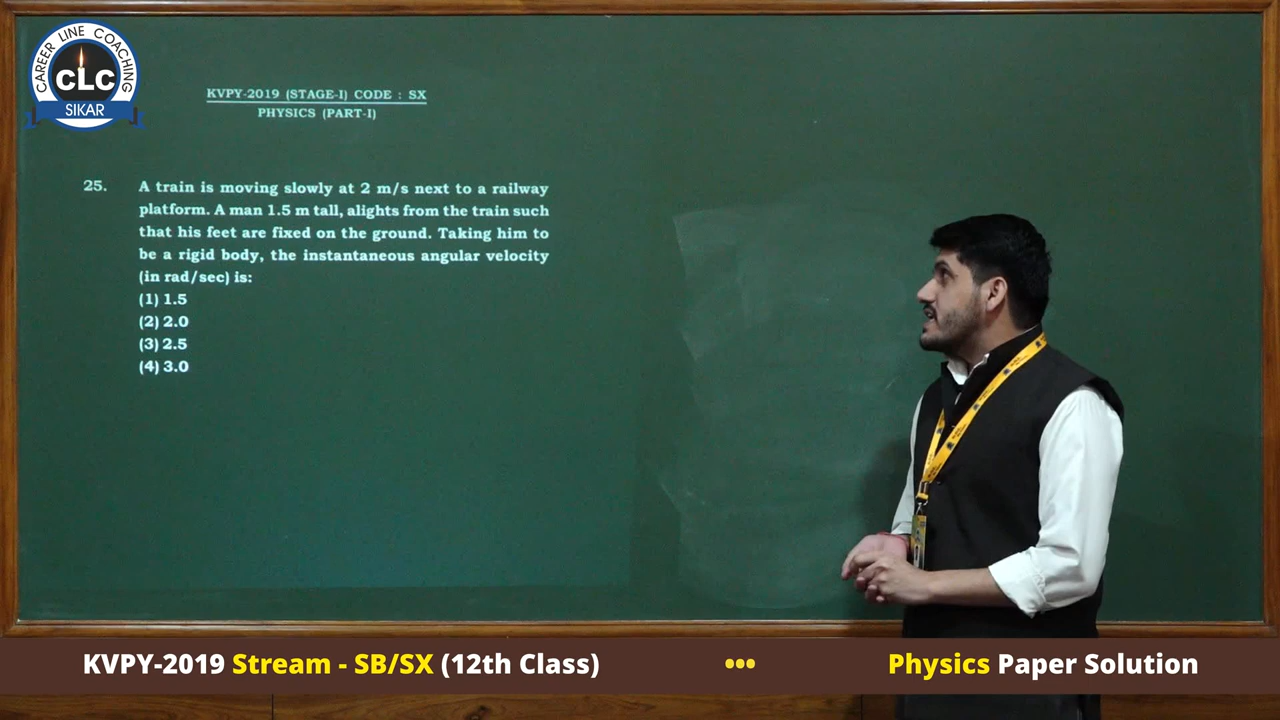 CAREER LINE COACHING
CLC
SIKAR
KVPY-2019 (STAGE-I) CODE : SX
PHYSICS (PART-I)
25. A train is moving slowly at 2 m/s next to a railway
platform. A man 1.5 m tall, alights from the train such
that his feet are fixed on the ground. Taking him to
be a rigid body, the instantaneous angular velocity
(in rad/sec) is:
(1) 1.5
(2) 2.0
(3) 2.5
(4) 3.0
KVPY-2019 Stream - SB/SX (12th Class) ••• Physics Paper Solution